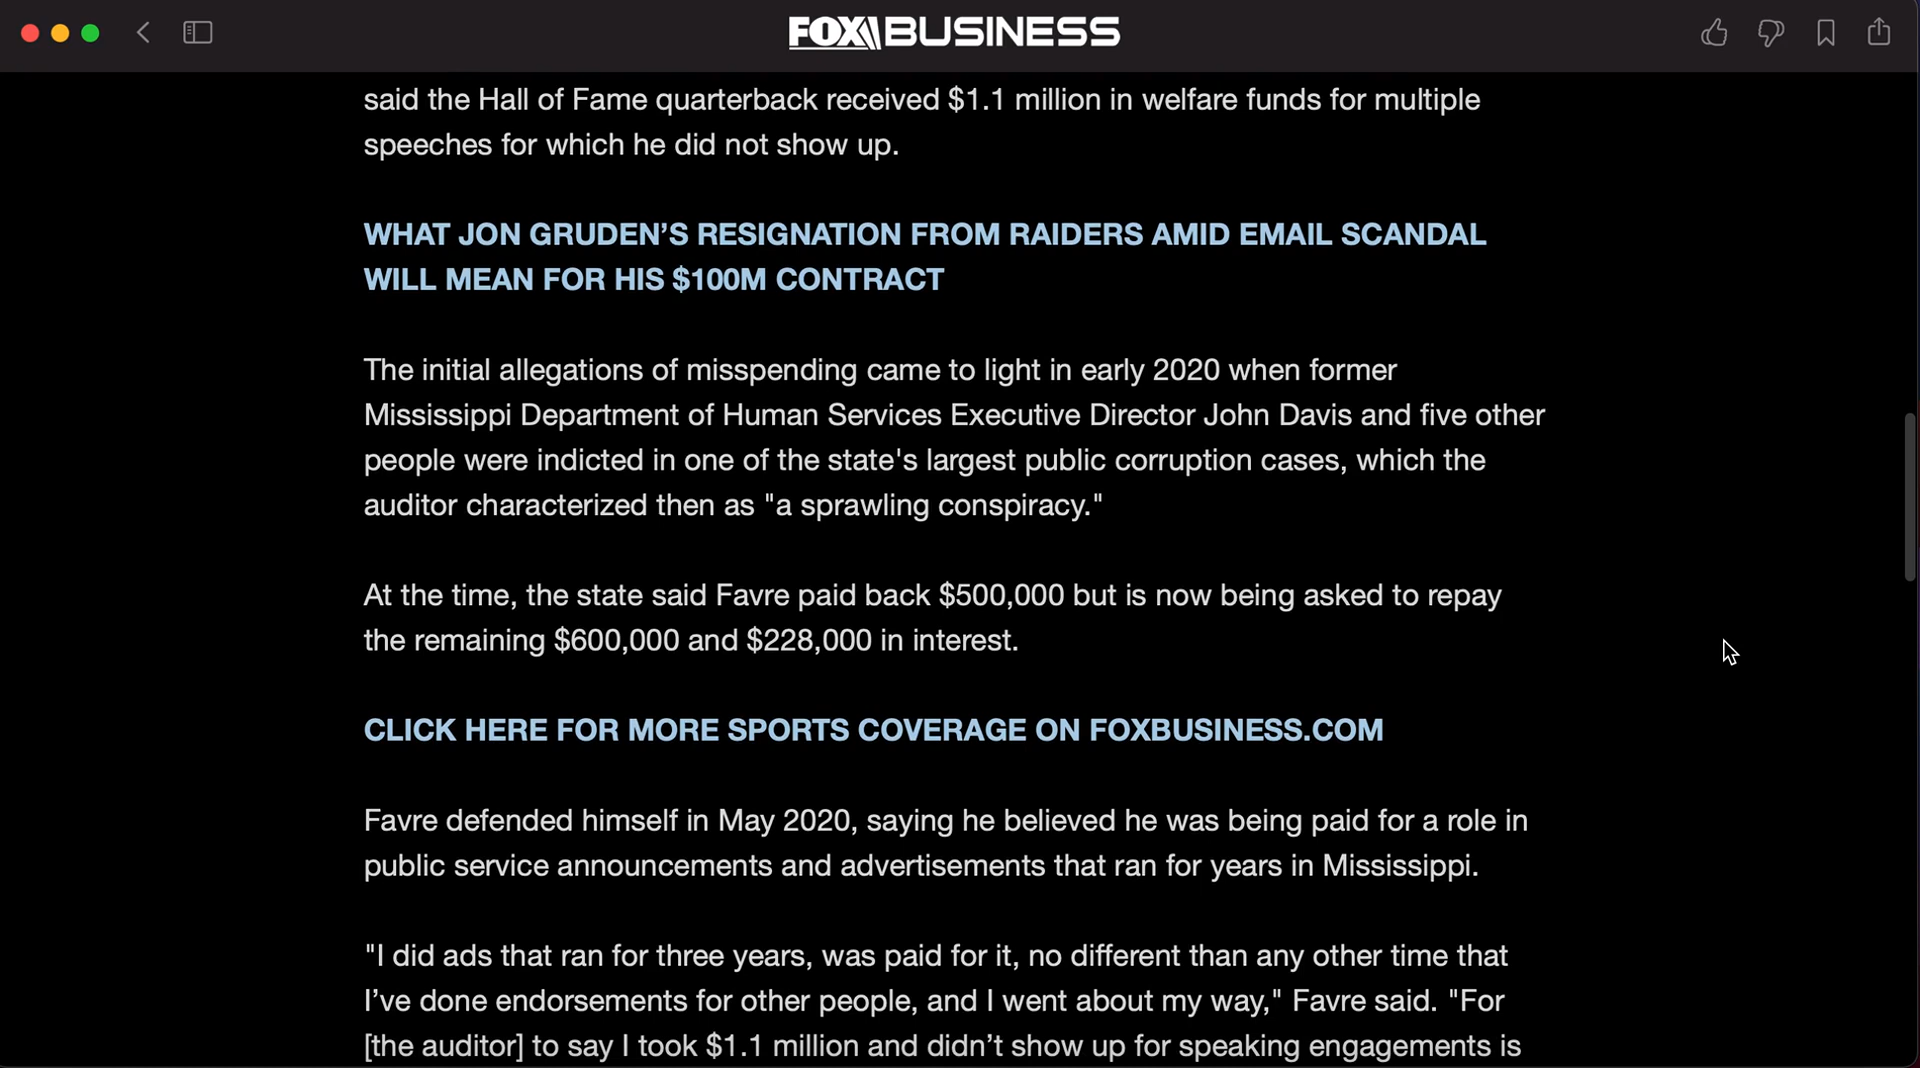 FOX BUSINESS
said the Hall of Fame quarterback received $1.1 million in welfare funds for multiple
speeches for which he did not show up.
WHAT JON GRUDEN’S RESIGNATION FROM RAIDERS AMID EMAIL SCANDAL
WILL MEAN FOR HIS $100M CONTRACT
The initial allegations of misspending came to light in early 2020 when former
Mississippi Department of Human Services Executive Director John Davis and five other
people were indicted in one of the state's largest public corruption cases, which the
auditor characterized then as "a sprawling conspiracy."
At the time, the state said Favre paid back $500,000 but is now being asked to repay
the remaining $600,000 and $228,000 in interest.
CLICK HERE FOR MORE SPORTS COVERAGE ON FOXBUSINESS.COM
Favre defended himself in May 2020, saying he believed he was being paid for a role in
public service announcements and advertisements that ran for years in Mississippi.
"I did ads that ran for three years, was paid for it, no different than any other time that
I’ve done endorsements for other people, and I went about my way," Favre said. "For
[the auditor] to say I took $1.1 million and didn’t show up for speaking engagements is